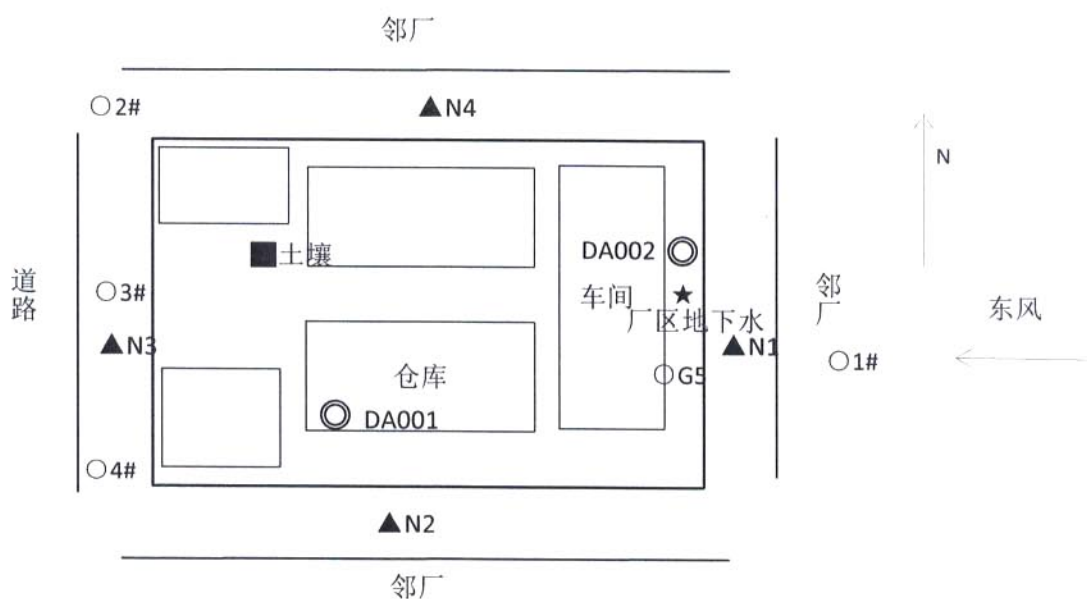 邻厂
○2#
▲N4
N
■土壤
DA002
道路
○3#
车间
★
厂区地下水
邻厂
东风
▲N3
▲N1
○1#
仓库
○G5
DA001
○4#
▲N2
邻厂